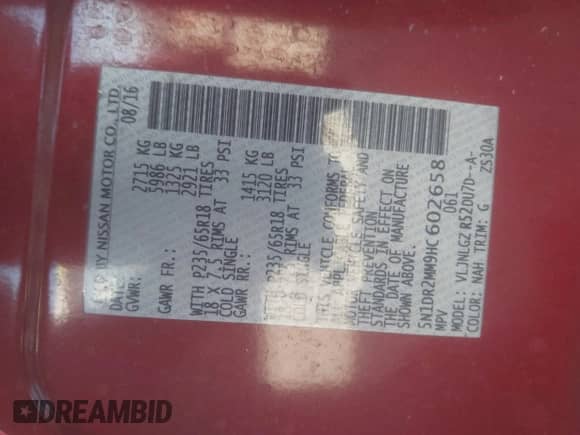 BY NISSAN MOTOR CO., LTD.
DATE: 08/16
GVWR: 2715 KG
5986 LB
GAWR FR.: 1325 KG
2921 LB
WITH P235/65R18 TIRES
18 X 7.5 RIMS AT 33 PSI
COLD SINGLE
GAWR RR.: 1415 KG
3120 LB
P235/65R18 TIRES
RIMS AT 33 PSI
COLD SINGLE
VEHICLE CONFORMS TO
FEDERAL
MOTOR VEHICLE SAFETY AND
THEFT PREVENTION
STANDARDS IN EFFECT ON
THE DATE OF MANUFACTURE
SHOWN ABOVE.
5N1DR2MM9HC602658
MPV 061
MODEL: VLJNLGZ R52DU7D--A-
COLOR: NAH TRIM: G ZS30A
DREAMBID